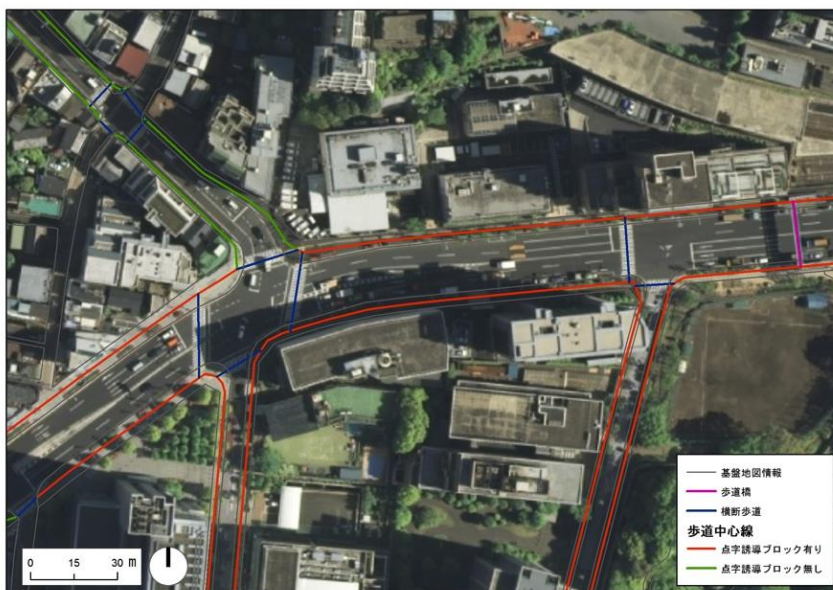 基盤地図情報
歩道橋
横断歩道
歩道中心線
点字誘導ブロック有り
点字誘導ブロック無し
0 15 30 m